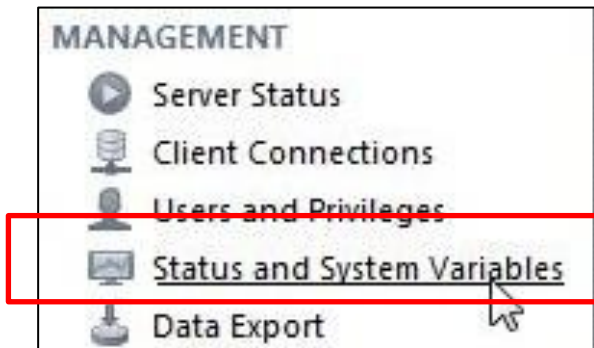 MANAGEMENT
Server Status
Client Connections
Users and Privileges
Status and System Variables
Data Export